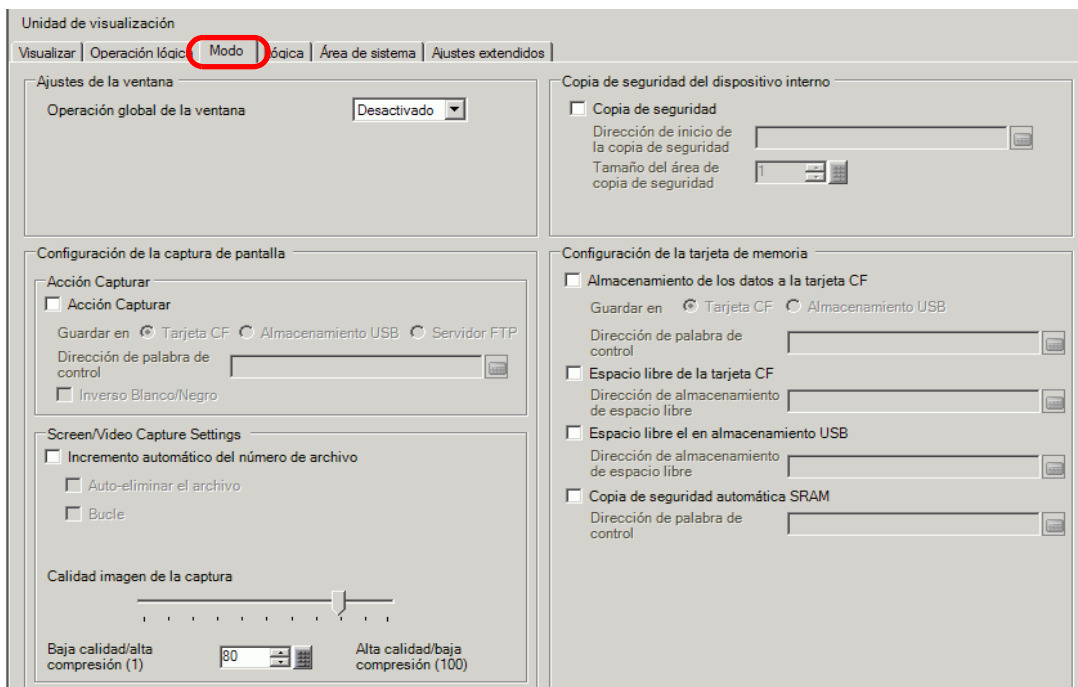 Unidad de visualización
Visualizar Operación lógica Modo lógica Área de sistema Ajustes extendidos
Ajustes de la ventana
Operación global de la ventana Desactivado
Copia de seguridad del dispositivo interno
Copia de seguridad
Dirección de inicio de
la copia de seguridad
Tamaño del área de
copia de seguridad
1
Configuración de la captura de pantalla
Acción Capturar
Acción Capturar
Guardar en Tarjeta CF Almacenamiento USB Servidor FTP
Dirección de palabra de
control
Inverso Blanco/Negro
Screen/Video Capture Settings
Incremento automático del número de archivo
Auto-eliminar el archivo
Bucle
Calidad imagen de la captura
Baja calidad/alta
compresión (1)
80
Alta calidad/baja
compresión (100)
Configuración de la tarjeta de memoria
Almacenamiento de los datos a la tarjeta CF
Guardar en Tarjeta CF Almacenamiento USB
Dirección de palabra de
control
Espacio libre de la tarjeta CF
Dirección de almacenamiento
de espacio libre
Espacio libre el en almacenamiento USB
Dirección de almacenamiento
de espacio libre
Copia de seguridad automática SRAM
Dirección de palabra de
control